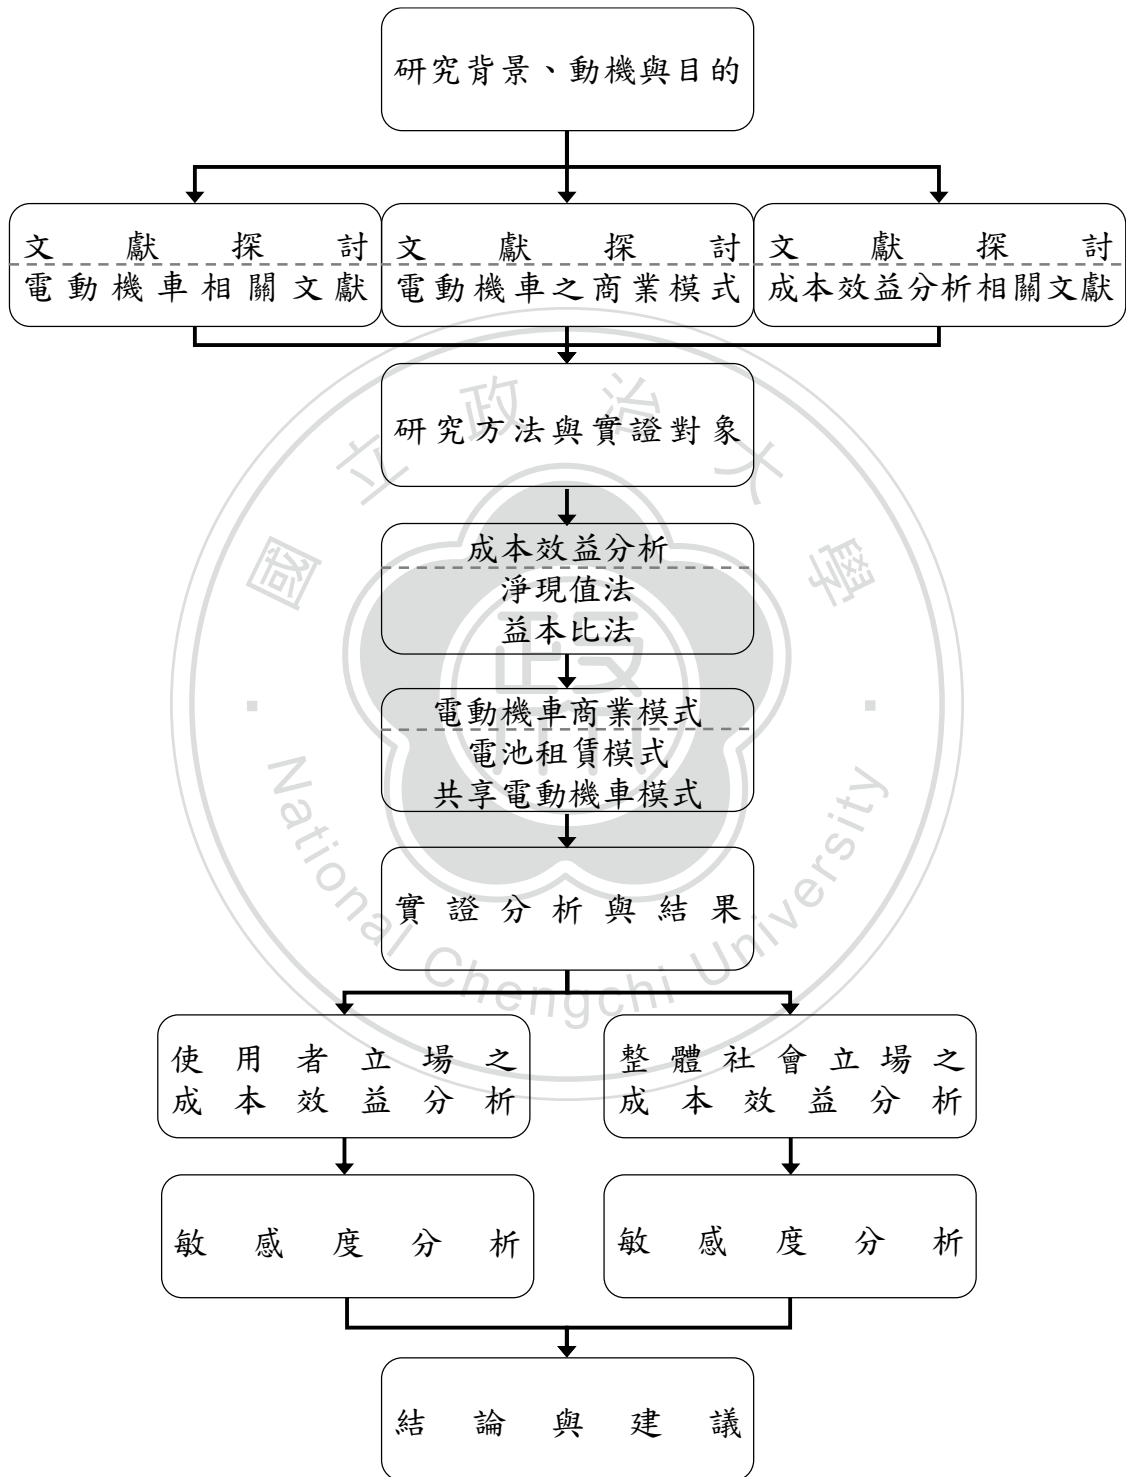 研究背景、動機與目的
文獻探討
電動機車相關文獻
文獻探討
電動機車之商業模式
文獻探討
成本效益分析相關文獻
研究方法與實證對象
成本效益分析
淨現值法
益本比法
電動機車商業模式
電池租賃模式
共享電動機車模式
實證分析與結果
使用者立場之
成本效益分析
整體社會立場之
成本效益分析
敏感度分析
敏感度分析
結論與建議
國立政治大學
National Chengchi University